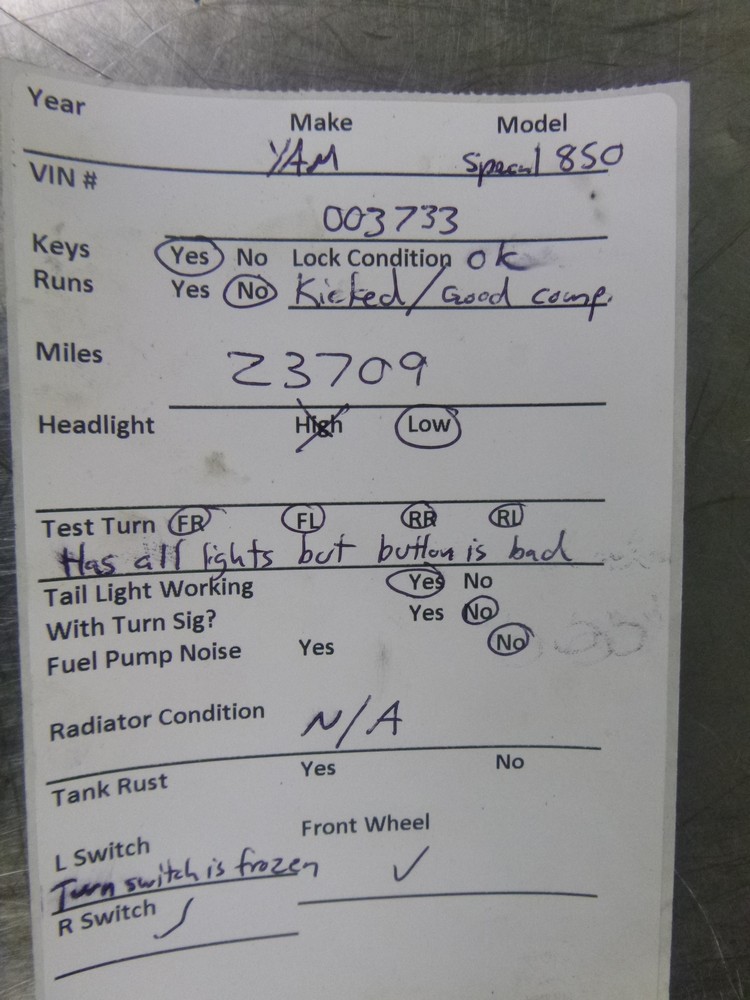 Year Make Model
YAM Special 850
VIN #
003733
Keys Yes No Lock Condition ok
Runs Yes No Kicked/Good comp.
Miles 23709
Headlight High Low
Test Turn FR FL RR RL
Has all lights but button is bad
Tail Light Working Yes No
With Turn Sig? Yes No
Fuel Pump Noise Yes No
Radiator Condition N/A
Tank Rust Yes No
L Switch Front Wheel
Turn switch is frozen ✓
R Switch ✓